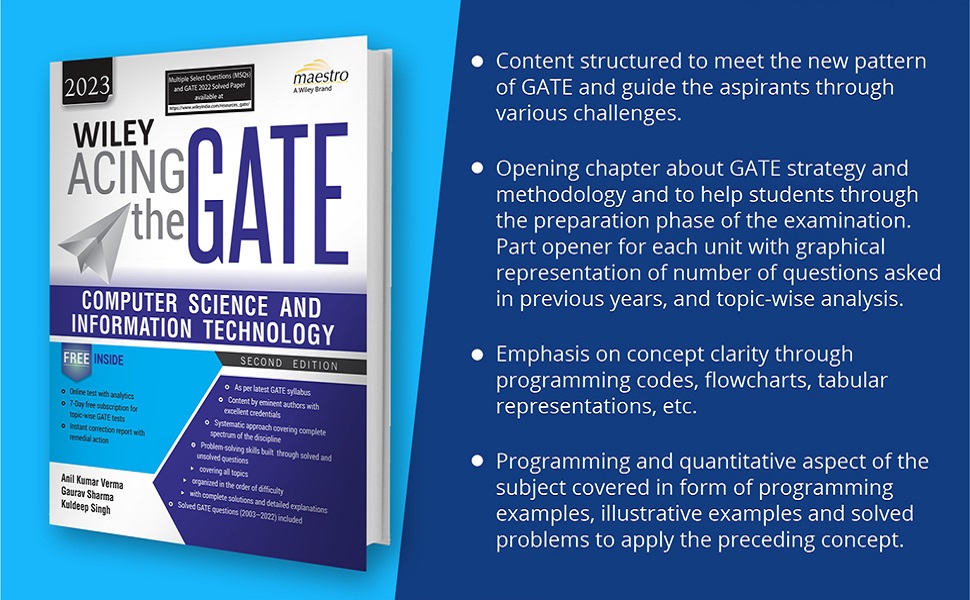 2023
Multiple Select Questions (MSQs)
and GATE 2022 Solved Paper
available at
https://www.wileyindia.com/resources_gate/
maestro
A Wiley Brand
WILEY
ACING
the
GATE
COMPUTER SCIENCE AND
INFORMATION TECHNOLOGY
SECOND EDITION
FREE INSIDE
Online test with analytics
7-Day free subscription for
topic-wise GATE tests
Instant correction report with
remedial action
As per latest GATE syllabus
Content by eminent authors with
excellent credentials
Systematic approach covering complete
spectrum of the discipline
Problem-solving skills built through solved and
unsolved questions
covering all topics
organized in the order of difficulty
with complete solutions and detailed explanations
Solved GATE questions (2003–2022) included
Anil Kumar Verma
Gaurav Sharma
Kuldeep Singh
Content structured to meet the new pattern
of GATE and guide the aspirants through
various challenges.
Opening chapter about GATE strategy and
methodology and to help students through
the preparation phase of the examination.
Part opener for each unit with graphical
representation of number of questions asked
in previous years, and topic-wise analysis.
Emphasis on concept clarity through
programming codes, flowcharts, tabular
representations, etc.
Programming and quantitative aspect of the
subject covered in form of programming
examples, illustrative examples and solved
problems to apply the preceding concept.